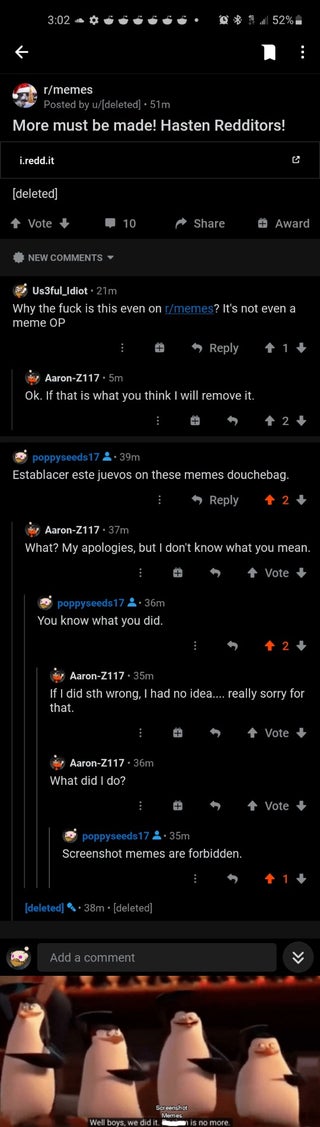 3:02
52%
r/memes
Posted by u/[deleted] • 51m
More must be made! Hasten Redditors!
i.redd.it
[deleted]
Vote
10
Share
Award
NEW COMMENTS
Us3ful_Idiot • 21m
Why the fuck is this even on r/memes? It's not even a
meme OP
Reply
1
Aaron-Z117 • 5m
Ok. If that is what you think I will remove it.
2
poppyseeds17 • 39m
Establacer este juevos on these memes douchebag.
Reply
2
Aaron-Z117 • 37m
What? My apologies, but I don't know what you mean.
Vote
poppyseeds17 • 36m
You know what you did.
2
Aaron-Z117 • 35m
If I did sth wrong, I had no idea.... really sorry for
that.
Vote
Aaron-Z117 • 36m
What did I do?
Vote
poppyseeds17 • 35m
Screenshot memes are forbidden.
1
[deleted] • 38m • [deleted]
Add a comment
Screenshot
Memes
Well boys, we did it. is no more.